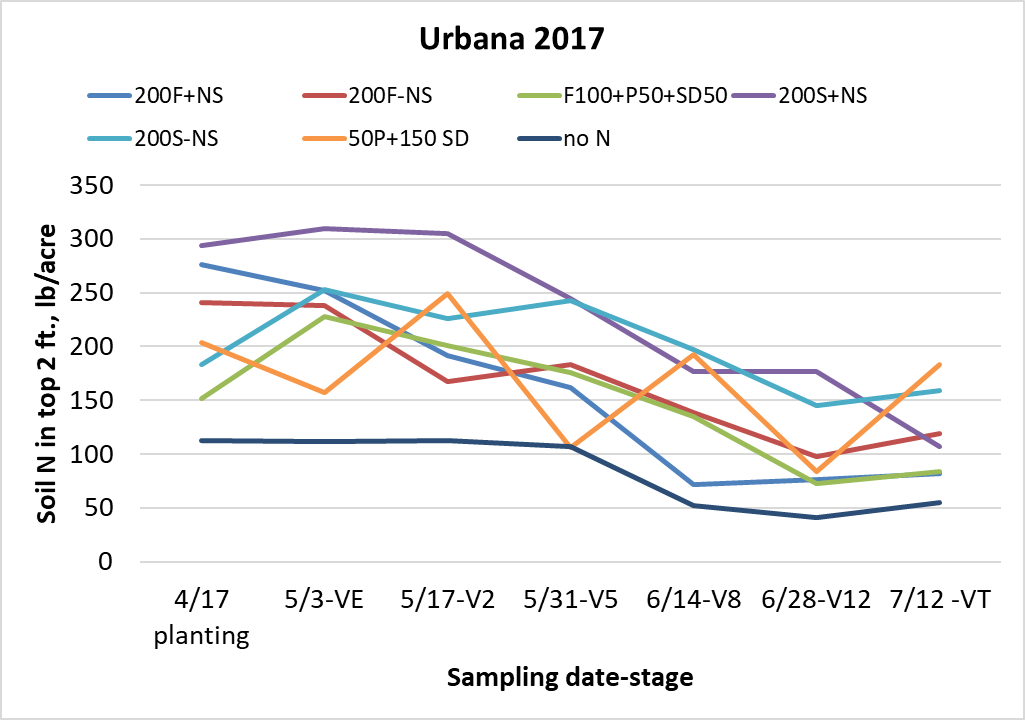 Urbana 2017
200F+NS 200F-NS F100+P50+SD50 200S+NS
200S-NS 50P+150 SD no N
350
300
250
200
150
100
50
0
Soil N in top 2 ft., lb/acre
4/17 planting 5/3-VE 5/17-V2 5/31-V5 6/14-V8 6/28-V12 7/12 -VT
Sampling date-stage